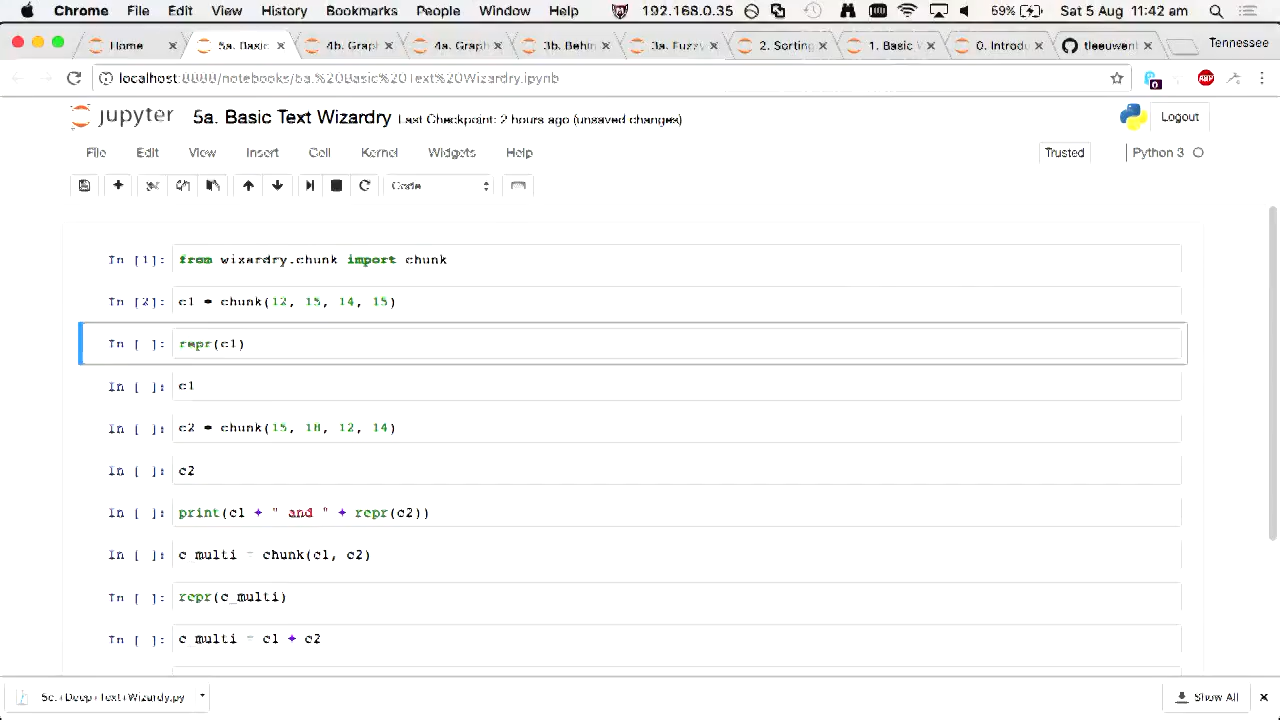 Chrome File Edit View History Bookmarks People Window Help 192.168.0.35 59% Sat 5 Aug 11:42 am
Home 5a. Basic 4b. Grap 4a. Grap 3b. Behin 3a. Fuzzy 2. 1. Basic 0. Introdu Tennessee
localhost:8888/notebooks/5a.%20Basic%20Text%20Wizardry.ipynb
jupyter 5a. Basic Text Wizardry Last Checkpoint: 2 hours ago (unsaved changes) Logout
File Edit View Insert Cell Kernel Widgets Help Trusted Python 3
Code
In [1]: from wizardry.chunk import chunk
In [2]: c1 = chunk(12, 15, 14, 15)
In [ ]: repr(c1)
In [ ]: c1
In [ ]: c2 = chunk(15, 18, 12, 14)
In [ ]: c2
In [ ]: print(c1 + " and " + repr(c2))
In [ ]: c_multi = chunk(c1, c2)
In [ ]: repr(c_multi)
In [ ]: c_multi = c1 + c2
5c.+Deep+Text+Wizardy.py Show All